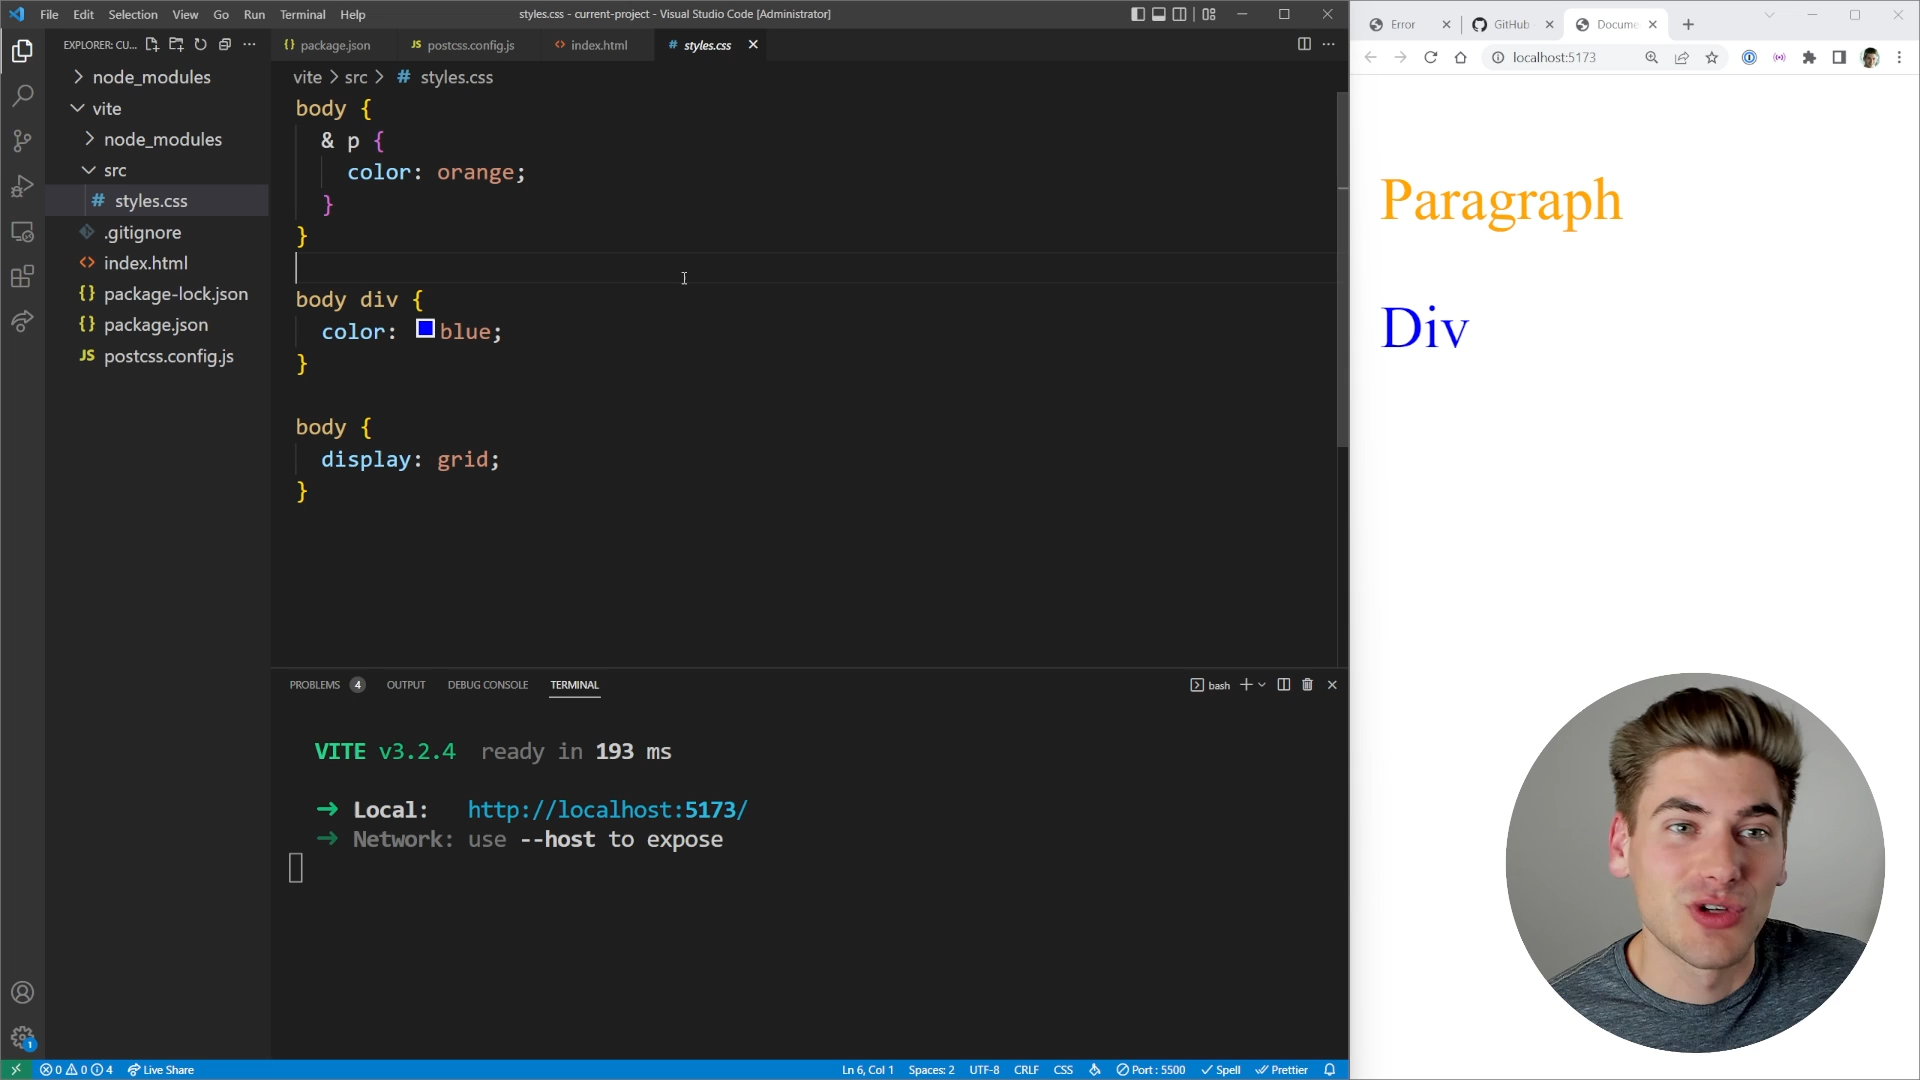 File Edit Selection View Go Run Terminal Help
styles.css - current-project - Visual Studio Code [Administrator]
Error
GitHub
Docume
EXPLORER: CU...
package.json
postcss.config.js
index.html
styles.css
localhost:5173
node_modules
vite
node_modules
src
styles.css
.gitignore
index.html
package-lock.json
package.json
postcss.config.js
vite > src > # styles.css
body {
& p {
color: orange;
}
}
body div {
color: blue;
}
body {
display: grid;
}
Paragraph
Div
PROBLEMS 4 OUTPUT DEBUG CONSOLE TERMINAL
bash
VITE v3.2.4 ready in 193 ms
➜ Local: http://localhost:5173/
➜ Network: use --host to expose
1
0 0 4 Live Share
Ln 6, Col 1 Spaces: 2 UTF-8 CRLF CSS Port : 5500 Spell Prettier